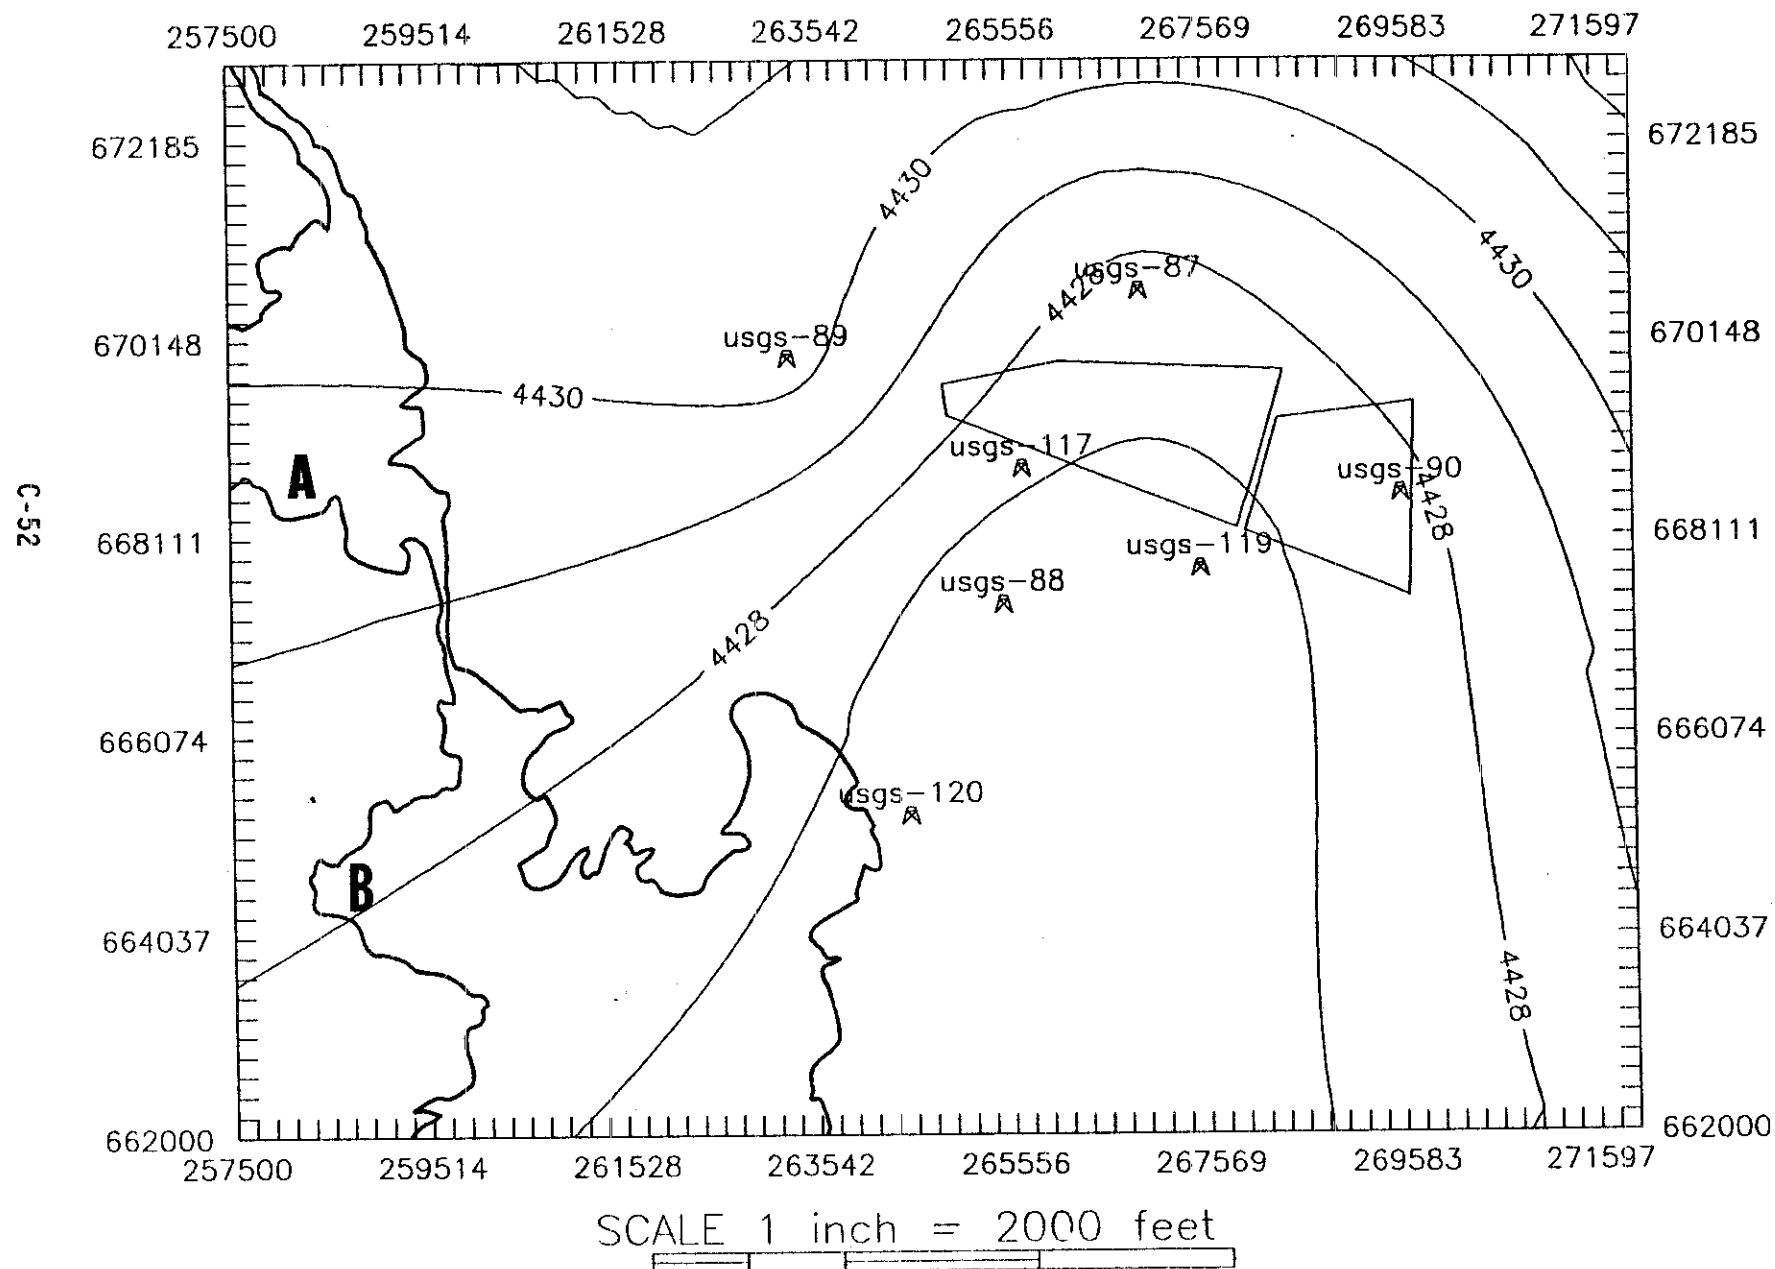 257500 259514 261528 263542 265556 267569 269583 271597
672185 672185
4430
4430
usgs-87
4428
usgs-89
670148 670148
4430
usgs-117
usgs-90
A
4428
C-52
668111 668111
usgs-119
usgs-88
4428
666074 666074
usgs-120
B
664037 664037
4428
662000 662000
257500 259514 261528 263542 265556 267569 269583 271597
SCALE 1 inch = 2000 feet